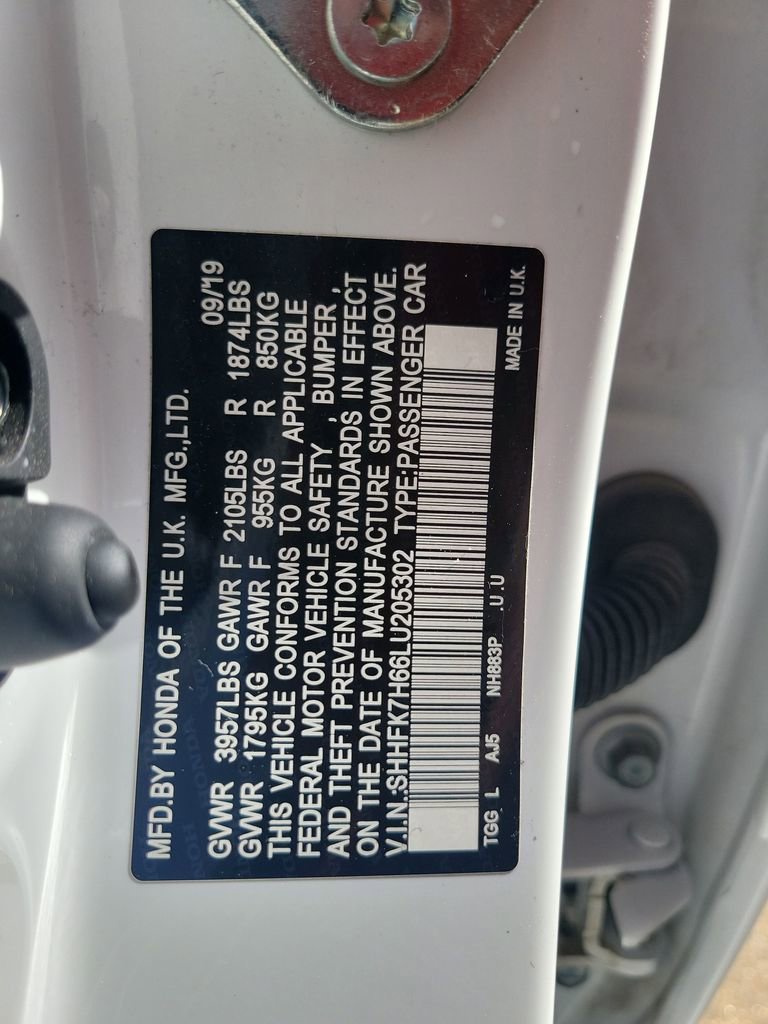 MFD.BY HONDA OF THE U.K. MFG.,LTD.
09/19
GVWR 3957LBS GAWR F 2105LBS R 1874LBS
GVWR 1795KG GAWR F 955KG R 850KG
THIS VEHICLE CONFORMS TO ALL APPLICABLE
FEDERAL MOTOR VEHICLE SAFETY , BUMPER ,
AND THEFT PREVENTION STANDARDS IN EFFECT
ON THE DATE OF MANUFACTURE SHOWN ABOVE.
V.I.N.:SHHFK7H66LU205302 TYPE:PASSENGER CAR
TGG L AJ5 NH883P .U .U
MADE IN U.K.